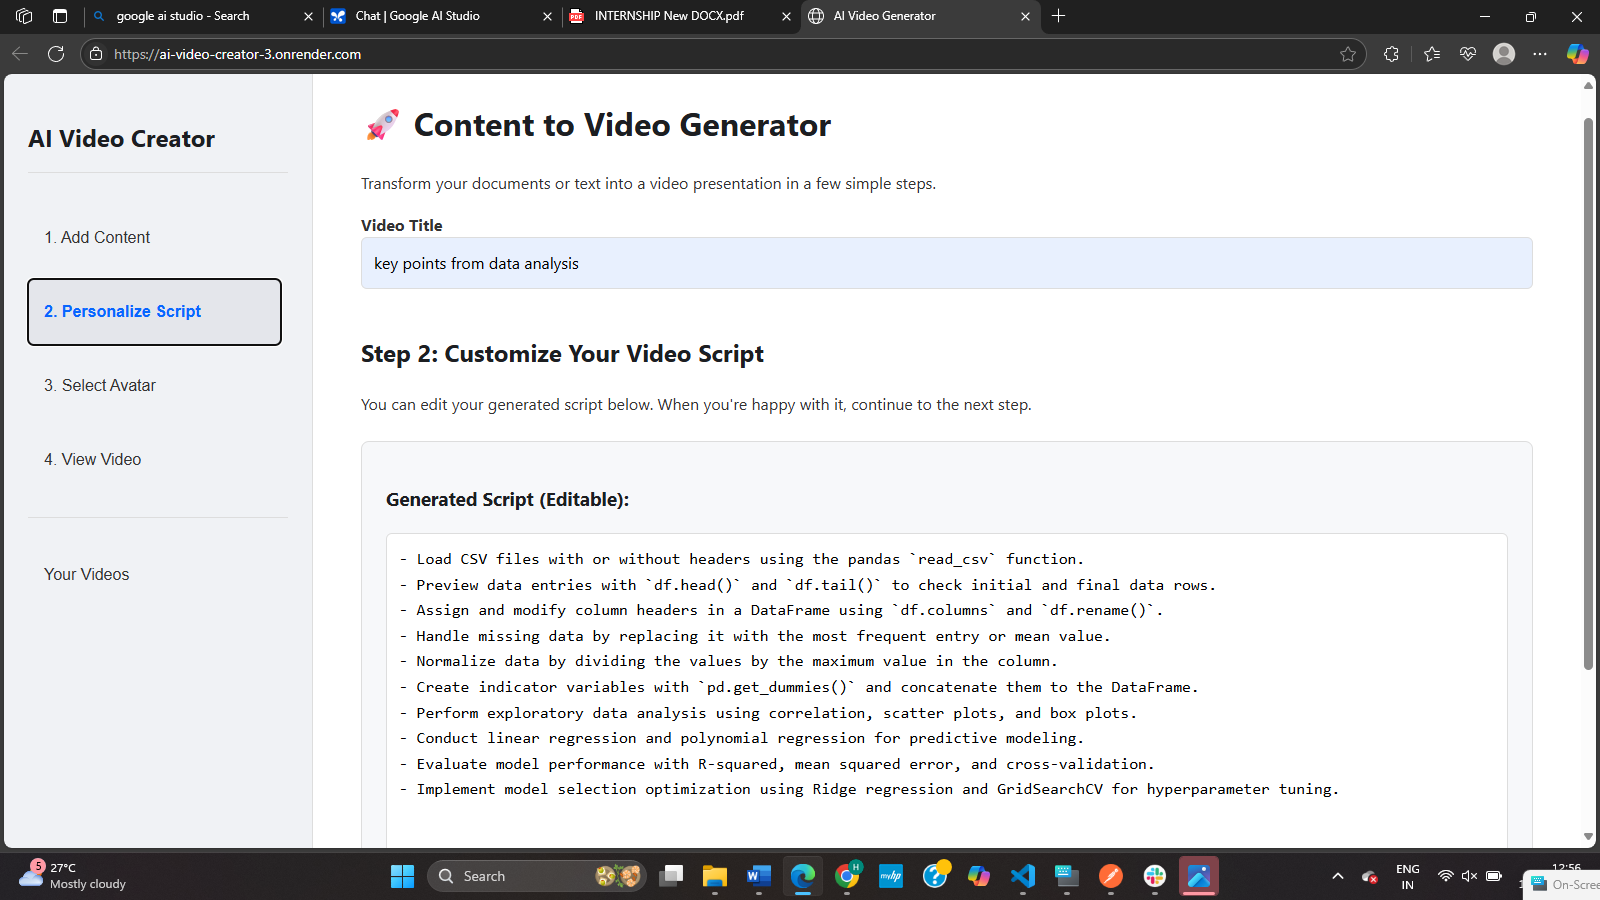 google ai studio - Search
Chat | Google AI Studio
INTERNSHIP New DOCX.pdf
AI Video Generator
https://ai-video-creator-3.onrender.com
AI Video Creator
1. Add Content
2. Personalize Script
3. Select Avatar
4. View Video
Your Videos
🚀 Content to Video Generator
Transform your documents or text into a video presentation in a few simple steps.
Video Title
key points from data analysis
Step 2: Customize Your Video Script
You can edit your generated script below. When you're happy with it, continue to the next step.
Generated Script (Editable):
- Load CSV files with or without headers using the pandas `read_csv` function.
- Preview data entries with `df.head()` and `df.tail()` to check initial and final data rows.
- Assign and modify column headers in a DataFrame using `df.columns` and `df.rename()`.
- Handle missing data by replacing it with the most frequent entry or mean value.
- Normalize data by dividing the values by the maximum value in the column.
- Create indicator variables with `pd.get_dummies()` and concatenate them to the DataFrame.
- Perform exploratory data analysis using correlation, scatter plots, and box plots.
- Conduct linear regression and polynomial regression for predictive modeling.
- Evaluate model performance with R-squared, mean squared error, and cross-validation.
- Implement model selection optimization using Ridge regression and GridSearchCV for hyperparameter tuning.
5
27°C
Mostly cloudy
Search
H
myhp
ENG
IN
12:56
On-Scree